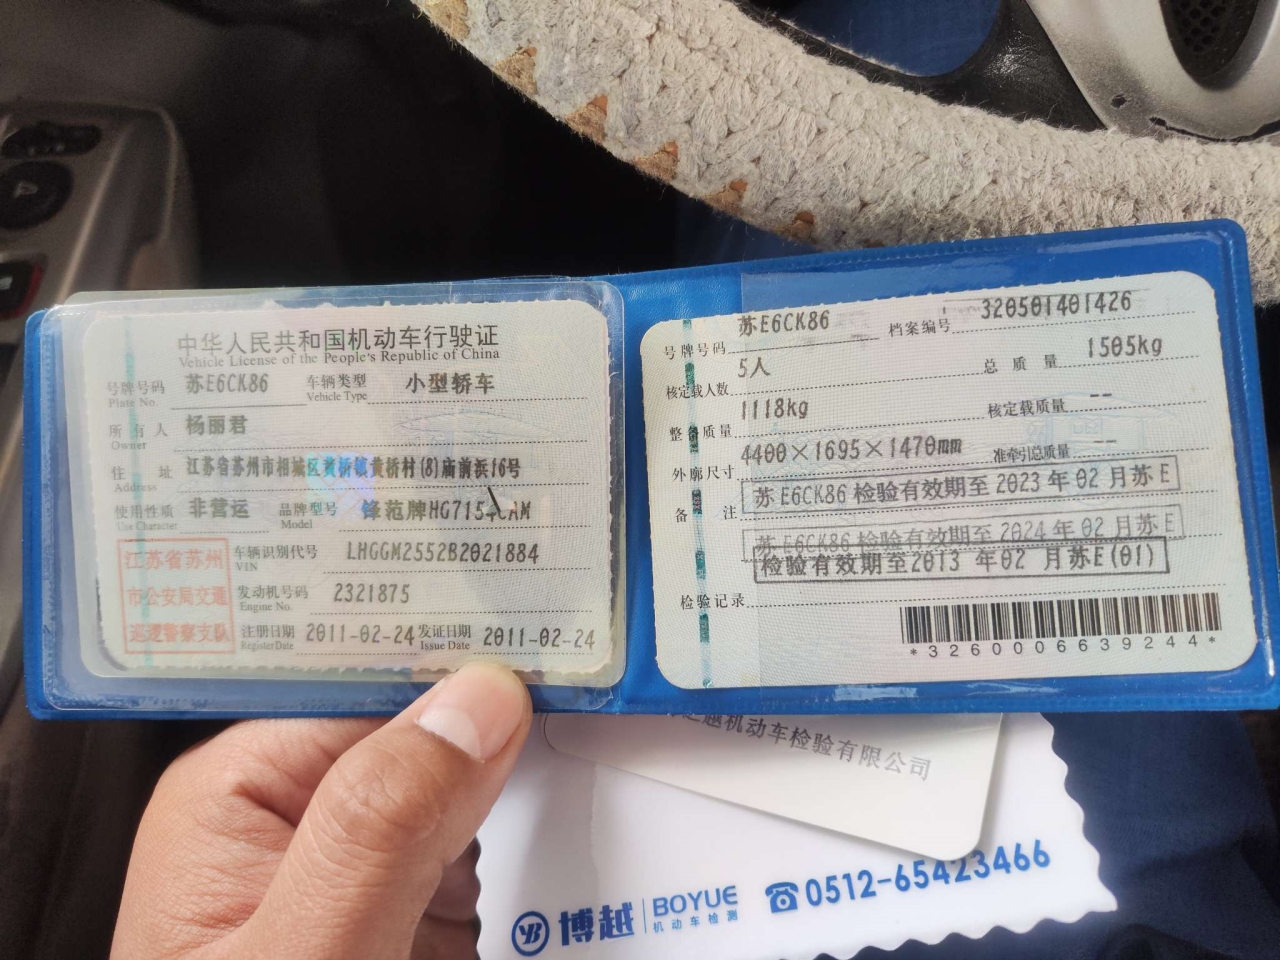 中华人民共和国机动车行驶证
Vehicle License of the People's Republic of China
号牌号码 苏E6CK86 车辆类型 小型轿车
Plate No. Vehicle Type
所有人 杨丽君
Owner
住址 江苏省苏州市相城区黄桥镇黄桥村(8)庙前浜16号
Address
使用性质 非营运 品牌型号 锋范牌HG7154CAM
Use Character Model
江苏省苏州
市公安局交通
巡逻警察支队
车辆识别代号 LHGGM2552B2021884
VIN
发动机号码 2321875
Engine No.
注册日期 2011-02-24 发证日期 2011-02-24
Register Date Issue Date
号牌号码 苏E6CK86 档案编号 320501401426
核定载人数 5人 总质量 1505kg
整备质量 1118kg 核定载质量 --
外廓尺寸 4400×1695×1470mm 准牵引总质量 --
备注 苏E6CK86检验有效期至2023年02月苏E
苏E6CK86检验有效期至2024年02月苏E
检验有效期至2013 年02 月苏E(01)
检验记录
*3260006639244*
越机动车检验有限公司
博越 BOYUE
机动车检测
☎0512-65423466